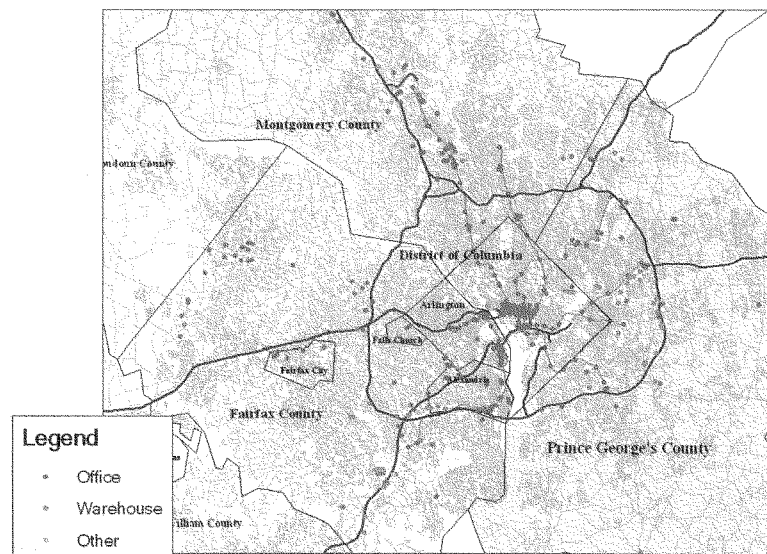 Montgomery County
oudoun County
District of Columbia
Arlington
Falls Church
Fairfax City
Alexandria
Fairfax County
Prince George's County
Legend
Office
Warehouse
Other
illiam County